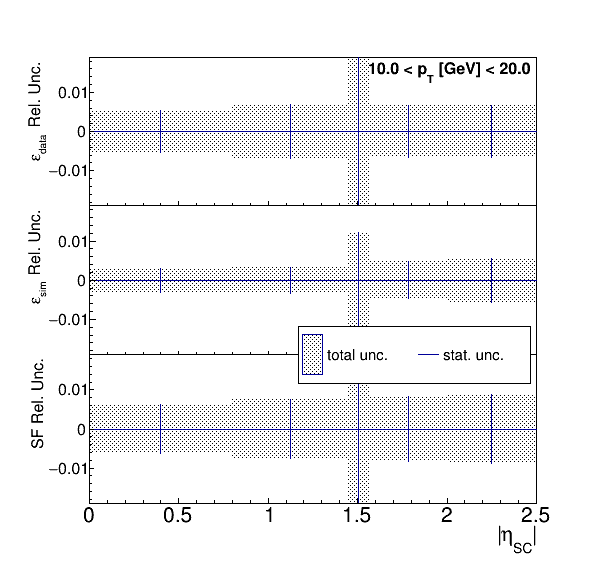 10.0 < p_T [GeV] < 20.0
ε_data Rel. Unc.
0.01
0
−0.01
ε_sim Rel. Unc.
0.01
0
−0.01
total unc. stat. unc.
SF Rel. Unc.
0.01
0
−0.01
0 0.5 1 1.5 2 2.5
|η_SC|